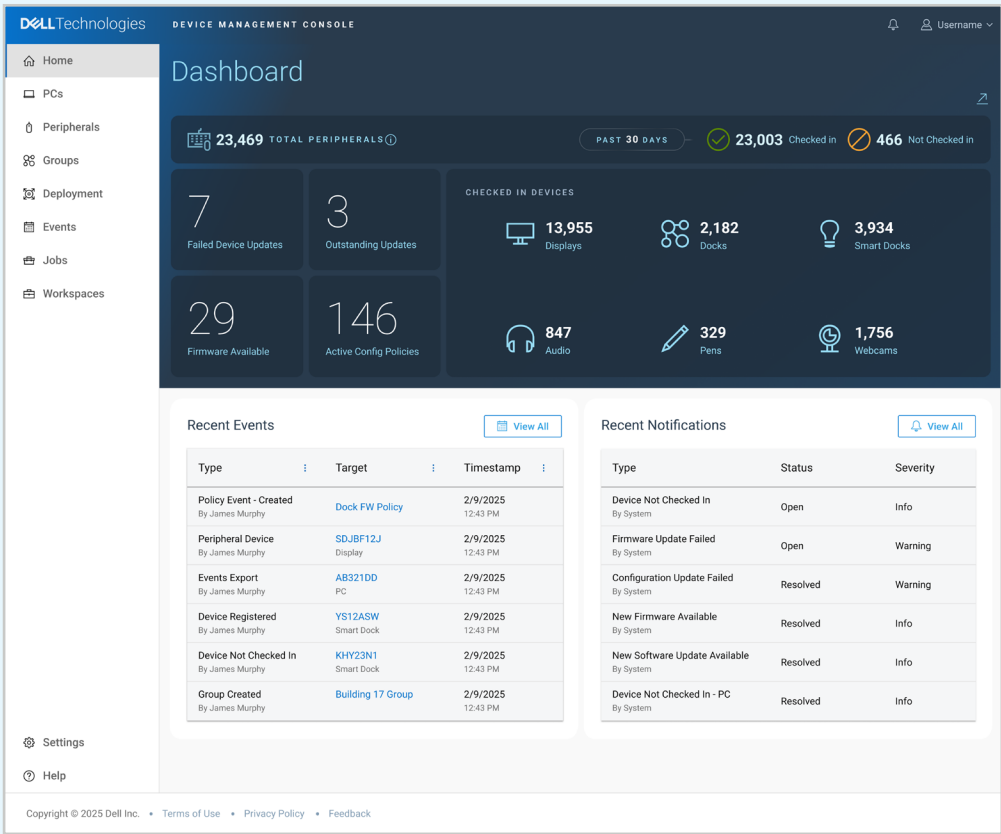 DELLTechnologies
DEVICE MANAGEMENT CONSOLE
Username
Home
PCs
Peripherals
Groups
Deployment
Events
Jobs
Workspaces
Settings
Help
Dashboard
23,469 TOTAL PERIPHERALS
PAST 30 DAYS
23,003 Checked in
466 Not Checked in
7
Failed Device Updates
3
Outstanding Updates
29
Firmware Available
146
Active Config Policies
CHECKED IN DEVICES
13,955
Displays
2,182
Docks
3,934
Smart Docks
847
Audio
329
Pens
1,756
Webcams
Recent Events
View All
Type Target Timestamp
Policy Event - Created Dock FW Policy 2/9/2025
By James Murphy 12:43 PM
Peripheral Device SDJBF12J 2/9/2025
By James Murphy Display 12:43 PM
Events Export AB321DD 2/9/2025
By James Murphy PC 12:43 PM
Device Registered YS12ASW 2/9/2025
By James Murphy Smart Dock 12:43 PM
Device Not Checked In KHY23N1 2/9/2025
By James Murphy Smart Dock 12:43 PM
Group Created Building 17 Group 2/9/2025
By James Murphy 12:43 PM
Recent Notifications
View All
Type Status Severity
Device Not Checked In Open Info
By System
Firmware Update Failed Open Warning
By System
Configuration Update Failed Resolved Warning
By System
New Firmware Available Resolved Info
By System
New Software Update Available Resolved Info
By System
Device Not Checked In - PC Resolved Info
By System
Copyright © 2025 Dell Inc. • Terms of Use • Privacy Policy • Feedback